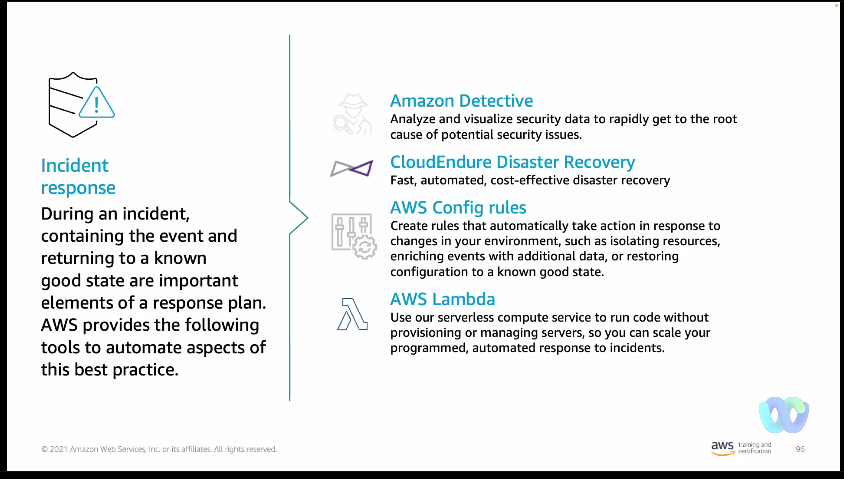 Incident
response
During an incident,
containing the event and
returning to a known
good state are important
elements of a response plan.
AWS provides the following
tools to automate aspects of
this best practice.
Amazon Detective
Analyze and visualize security data to rapidly get to the root
cause of potential security issues.
CloudEndure Disaster Recovery
Fast, automated, cost-effective disaster recovery
AWS Config rules
Create rules that automatically take action in response to
changes in your environment, such as isolating resources,
enriching events with additional data, or restoring
configuration to a known good state.
AWS Lambda
Use our serverless compute service to run code without
provisioning or managing servers, so you can scale your
programmed, automated response to incidents.
© 2021 Amazon Web Services, Inc. or its affiliates. All rights reserved.
aws training and
certification
96